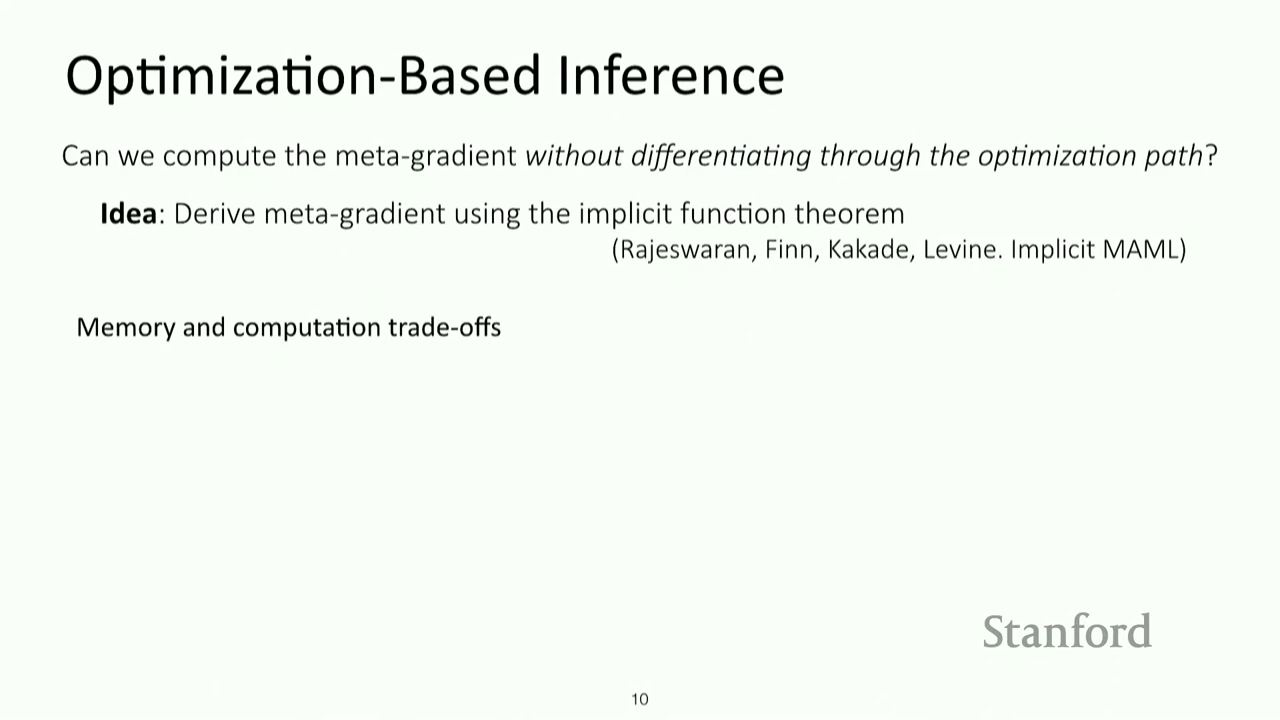 Optimization-Based Inference
Can we compute the meta-gradient without differentiating through the optimization path?
Idea: Derive meta-gradient using the implicit function theorem
(Rajeswaran, Finn, Kakade, Levine. Implicit MAML)
Memory and computation trade-offs
Stanford
10